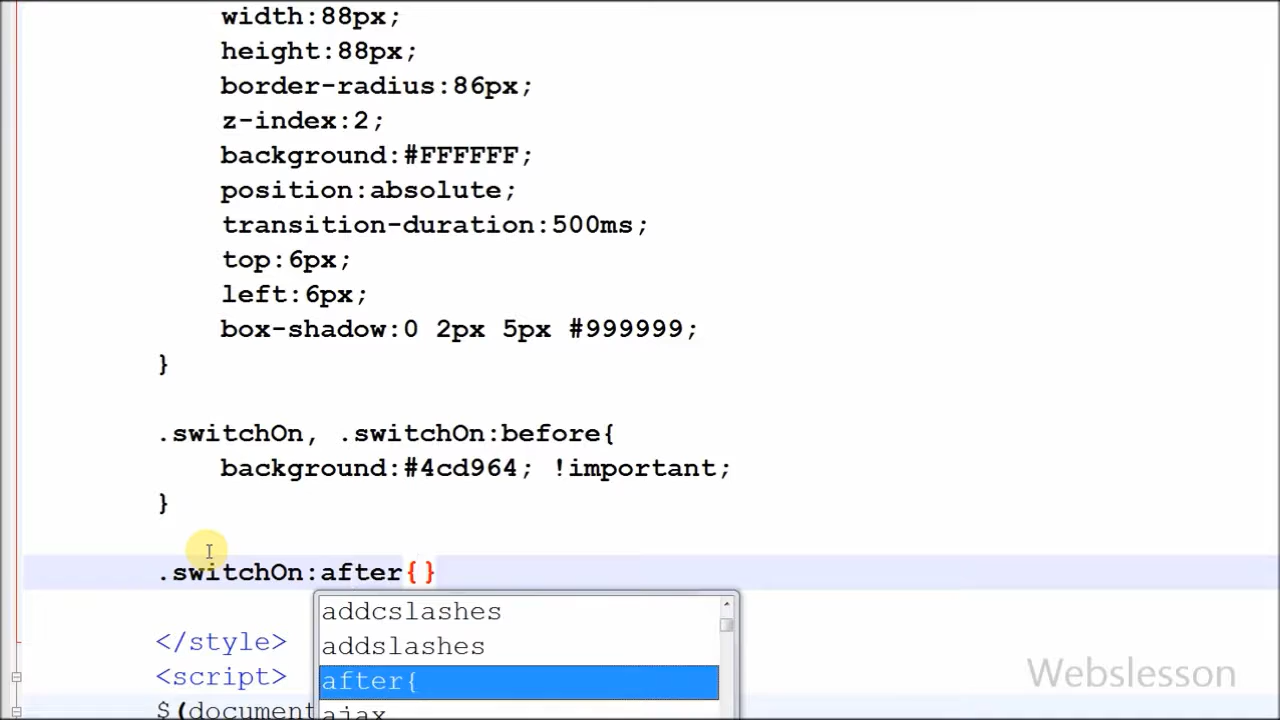 width:88px;
height:88px;
border-radius:86px;
z-index:2;
background:#FFFFFF;
position:absolute;
transition-duration:500ms;
top:6px;
left:6px;
box-shadow:0 2px 5px #999999;
}
.switchOn, .switchOn:before{
background:#4cd964; !important;
}
.switchOn:after{}
addcslashes
addslashes
</style>
<script>
after{
Webslesson
$(document
ajax